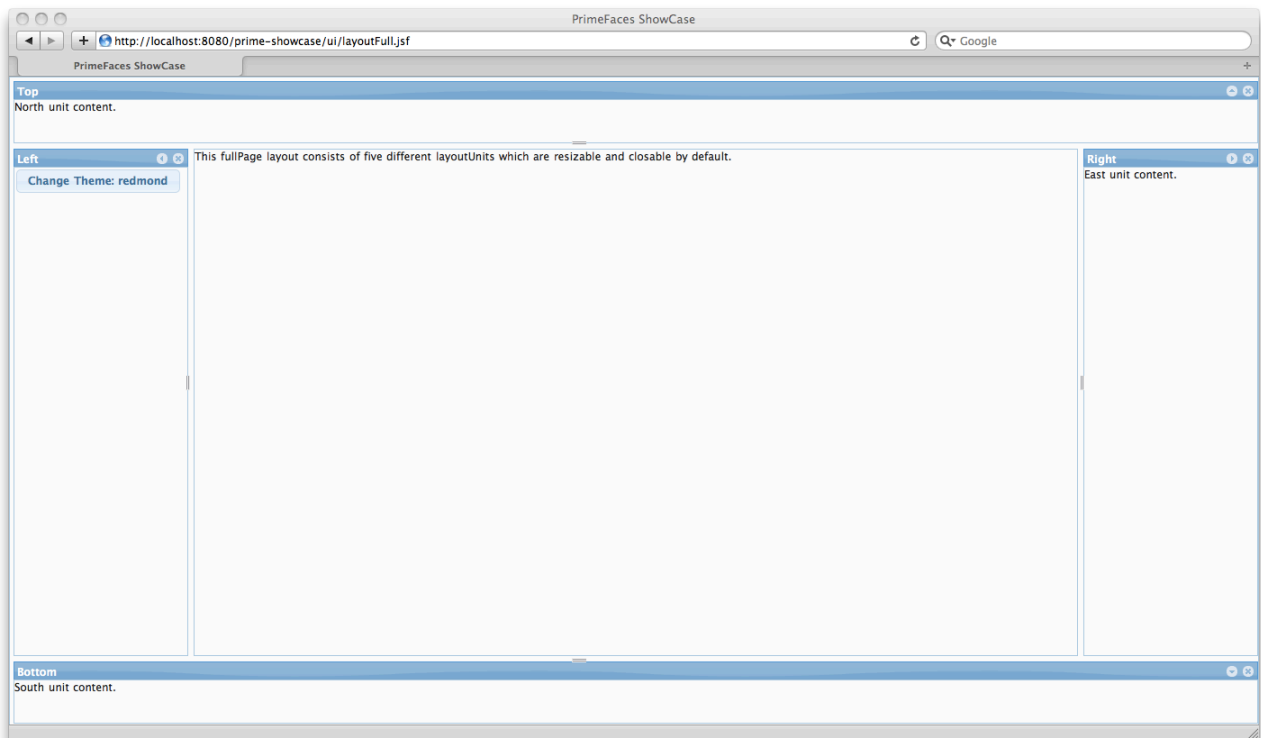 PrimeFaces ShowCase
http://localhost:8080/prime-showcase/ui/layoutFull.jsf
Google
PrimeFaces ShowCase
Top
North unit content.
Left
Change Theme: redmond
This fullPage layout consists of five different layoutUnits which are resizable and closable by default.
Right
East unit content.
Bottom
South unit content.